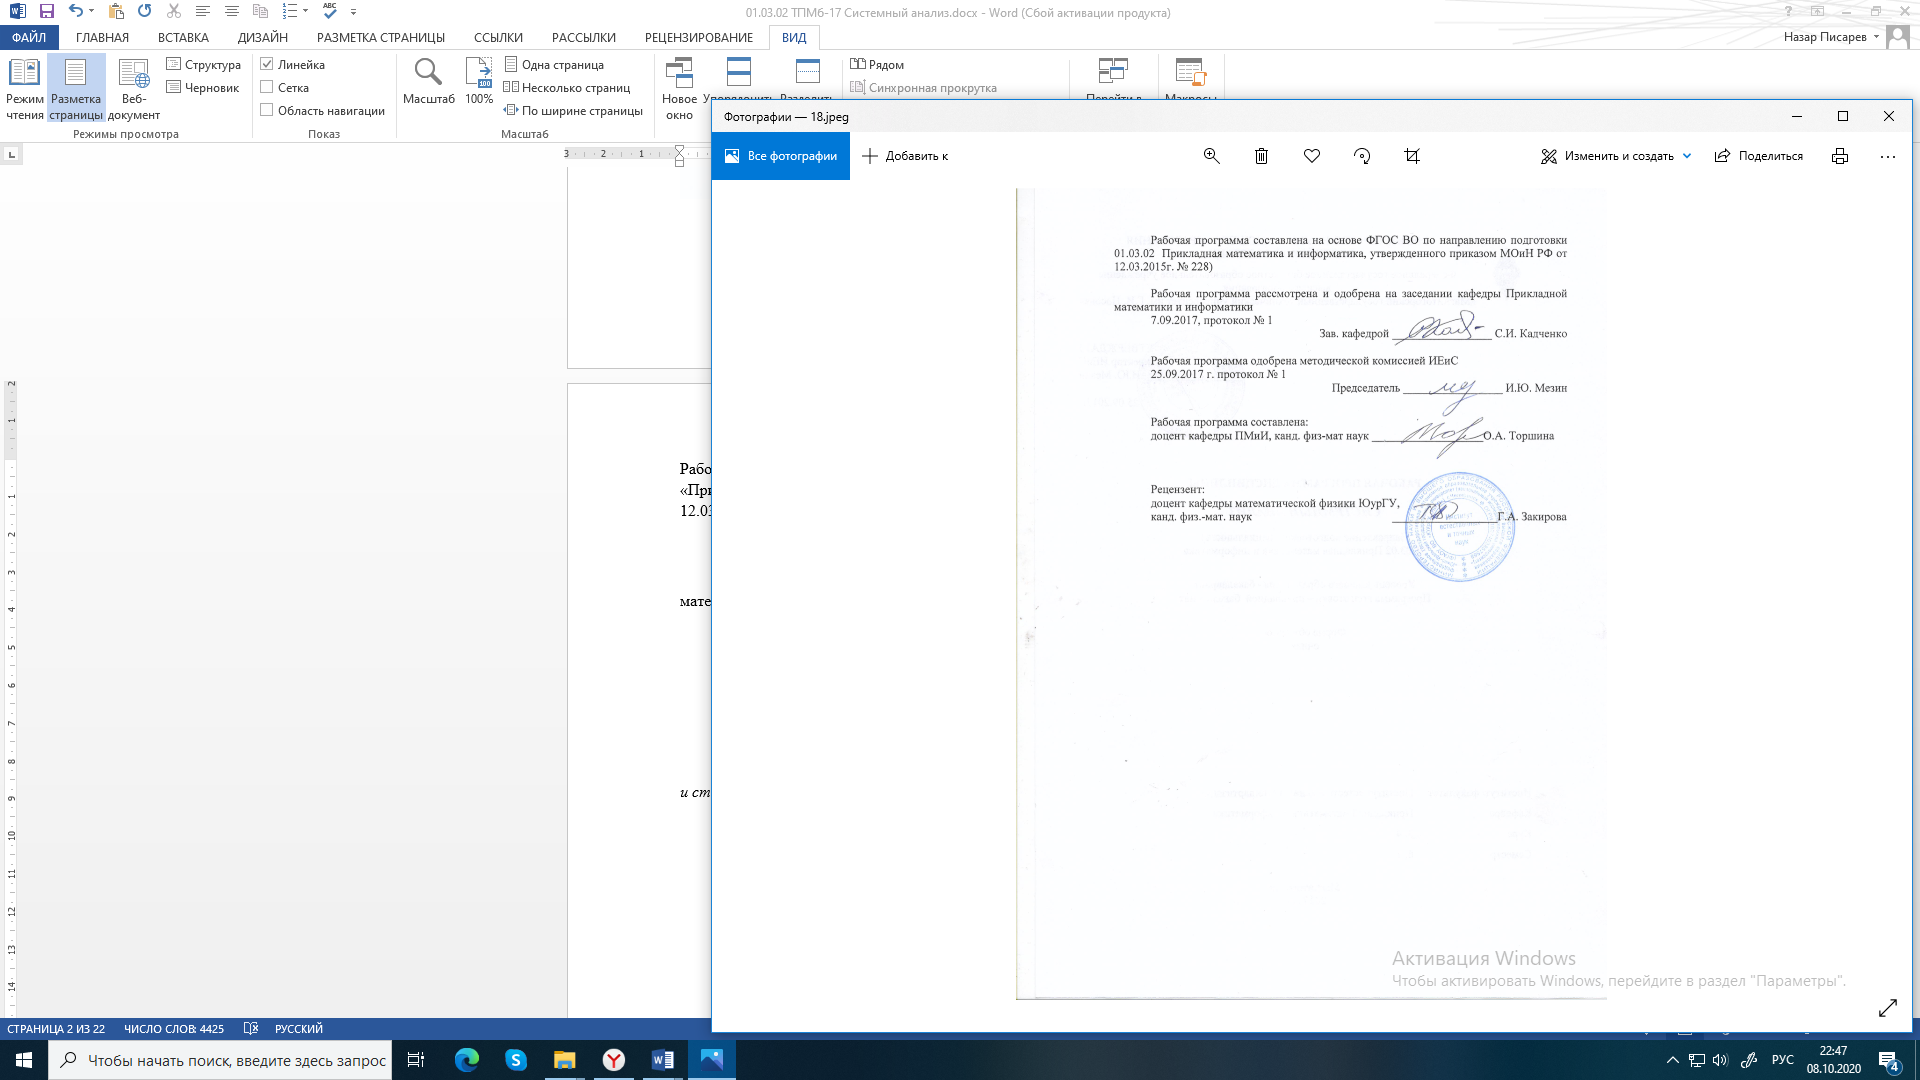 01.03.02 ТПМб-17 Системный анализ.docx - Word (Сбой активации продукта)
ФАЙЛ ГЛАВНАЯ ВСТАВКА ДИЗАЙН РАЗМЕТКА СТРАНИЦЫ ССЫЛКИ РАССЫЛКИ РЕЦЕНЗИРОВАНИЕ ВИД Назар Писарев
Режим чтения
Разметка страницы
Веб-документ
Структура
Черновик
Режимы просмотра
Линейка
Сетка
Область навигации
Показ
Масштаб
100%
Одна страница
Несколько страниц
По ширине страницы
Масштаб
Новое окно
Рядом
Синхронная прокрутка
Фотографии — 18.jpeg
Все фотографии Добавить к Изменить и создать Поделиться
Рабочая программа составлена на основе ФГОС ВО по направлению подготовки
01.03.02 Прикладная математика и информатика, утвержденного приказом МОиН РФ от
12.03.2015г. № 228)
Рабочая программа рассмотрена и одобрена на заседании кафедры Прикладной
математики и информатики
7.09.2017, протокол № 1
Зав. кафедрой С.И. Кадченко
Рабочая программа одобрена методической комиссией ИЕиС
25.09.2017 г. протокол № 1
Председатель И.Ю. Мезин
Рабочая программа составлена:
доцент кафедры ПМиИ, канд. физ-мат наук О.А. Торшина
Рецензент:
доцент кафедры математической физики ЮурГУ,
канд. физ.-мат. наук Г.А. Закирова
Рабо
«При
12.03
мате
и ст
Активация Windows
Чтобы активировать Windows, перейдите в раздел "Параметры".
СТРАНИЦА 2 ИЗ 22 ЧИСЛО СЛОВ: 4425 РУССКИЙ
Чтобы начать поиск, введите здесь запрос
РУС
22:47
08.10.2020
4